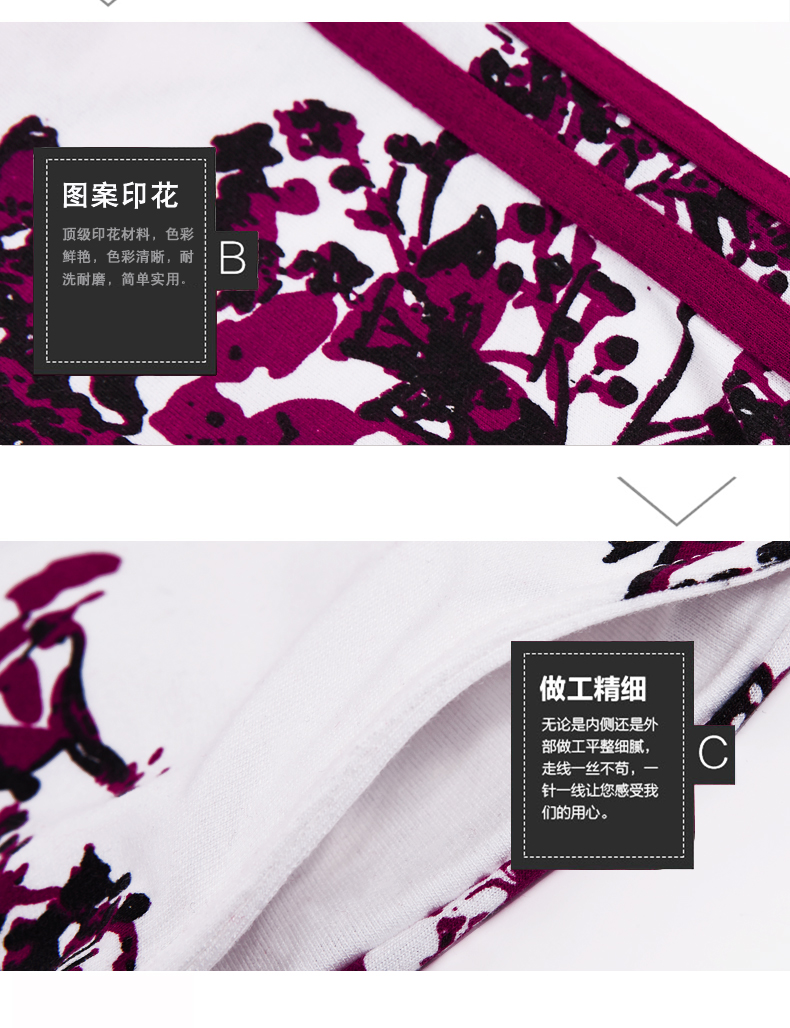 图案印花
顶级印花材料，色彩
鲜艳，色彩清晰，耐
洗耐磨，简单实用。
B
做工精细
无论是内侧还是外
部做工平整细腻，
走线一丝不苟，一
针一线让您感受我
们的用心。
C